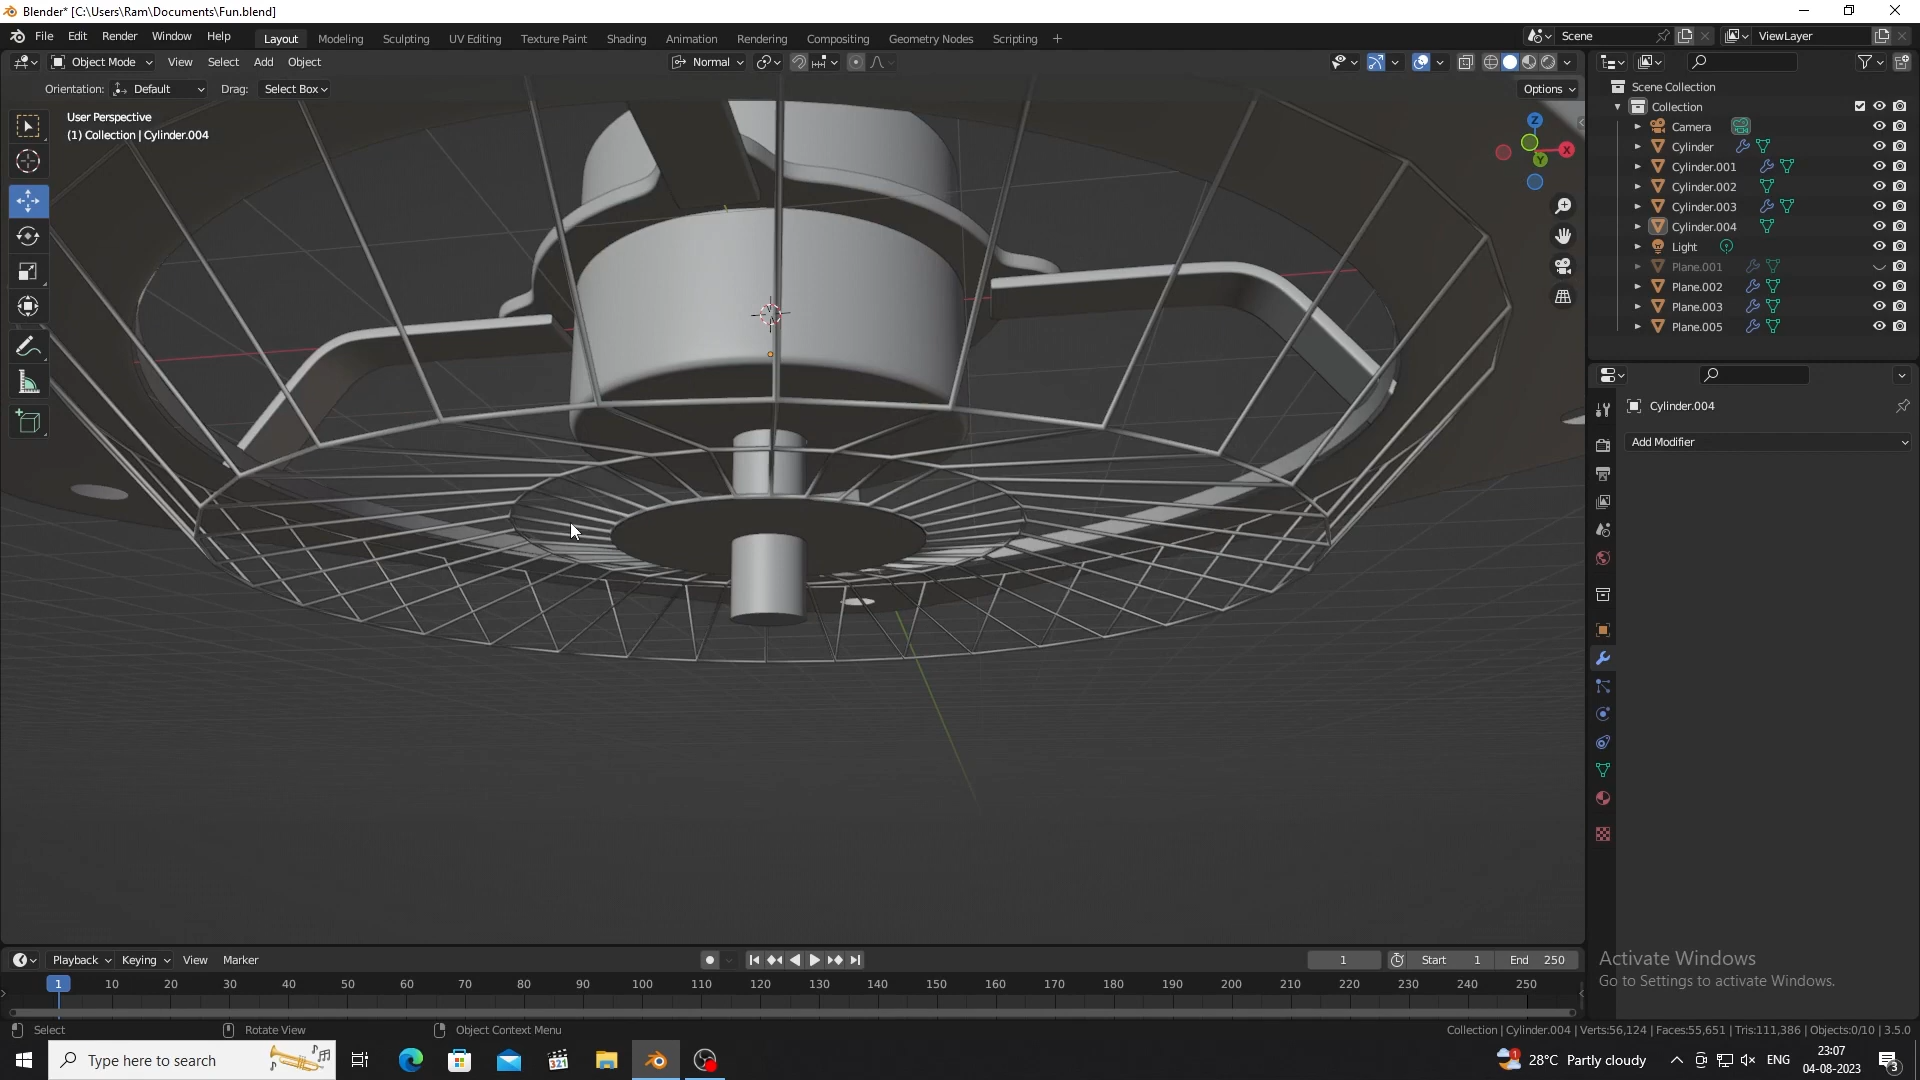 Blender* [C:\Users\Ram\Documents\Fun.blend]
File Edit Render Window Help Layout Modeling Sculpting UV Editing Texture Paint Shading Animation Rendering Compositing Geometry Nodes Scripting + Scene ViewLayer
Object Mode View Select Add Object Normal
Orientation: Default Drag: Select Box Options
User Perspective
(1) Collection | Cylinder.004
Z
X
Y
Scene Collection
Collection
Camera
Cylinder
Cylinder.001
Cylinder.002
Cylinder.003
Cylinder.004
Light
Plane.001
Plane.002
Plane.003
Plane.005
Cylinder.004
Add Modifier
Activate Windows
Go to Settings to activate Windows.
Playback Keying View Marker 1 Start 1 End 250
1 10 20 30 40 50 60 70 80 90 100 110 120 130 140 150 160 170 180 190 200 210 220 230 240 250
Select Rotate View Object Context Menu Collection | Cylinder.004 | Verts:56,124 | Faces:55,651 | Tris:111,386 | Objects:0/10 | 3.5.0
Type here to search 321 1 28°C Partly cloudy ENG 23:07
04-08-2023 3